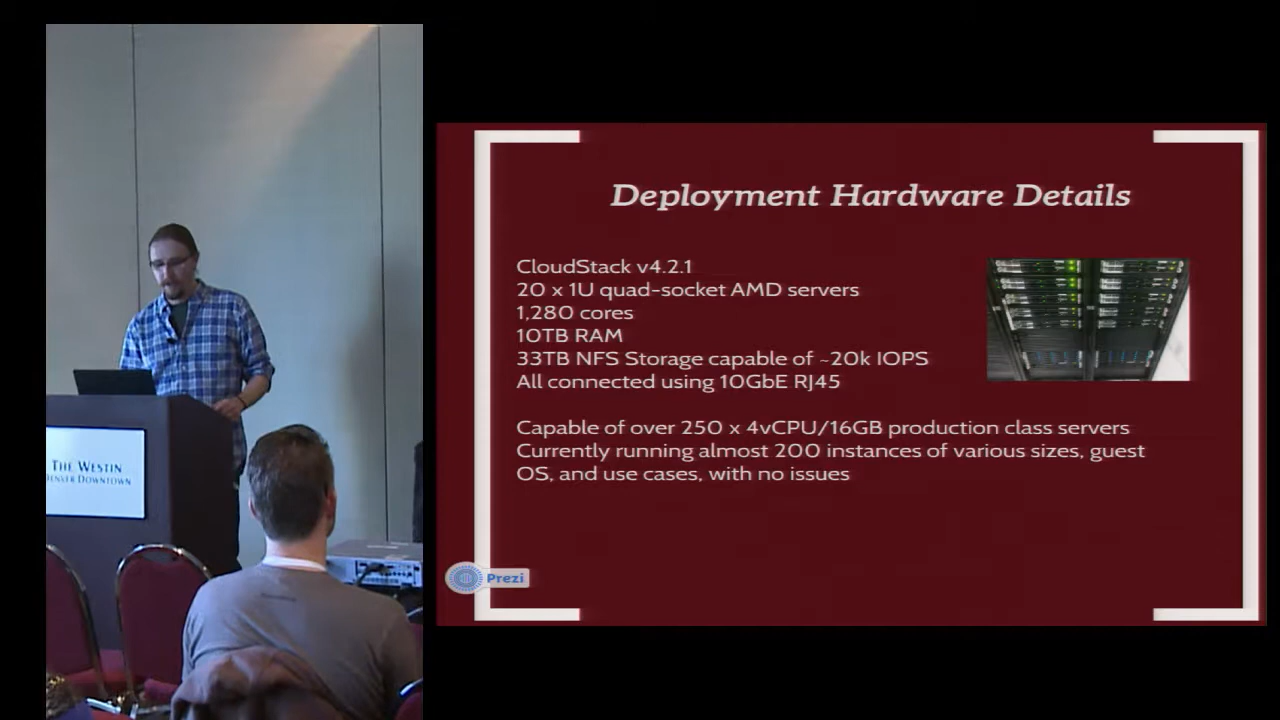 Deployment Hardware Details
CloudStack v4.2.1
20 x 1U quad-socket AMD servers
1,280 cores
10TB RAM
33TB NFS Storage capable of ~20k IOPS
All connected using 10GbE RJ45
Capable of over 250 x 4vCPU/16GB production class servers
Currently running almost 200 instances of various sizes, guest
OS, and use cases, with no issues
Prezi
THE WESTIN
DENVER DOWNTOWN